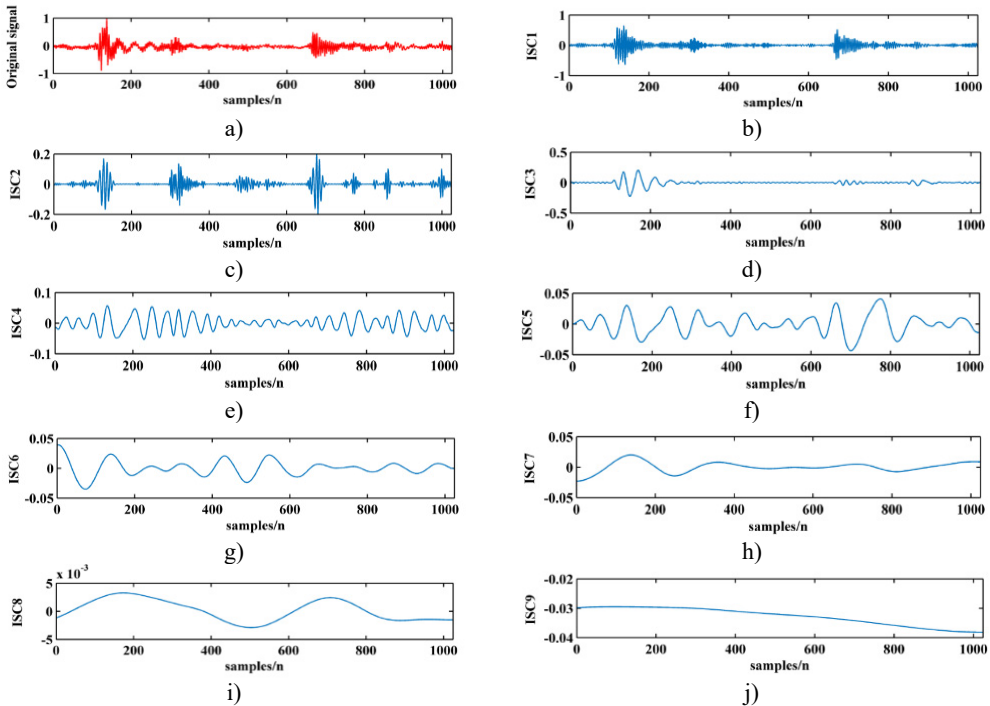 Original signal
1
0
-1
0 200 400 600 800 1000
samples/n
a)
ISC1
1
0
-1
0 200 400 600 800 1000
samples/n
b)
ISC2
0.2
0
-0.2
0 200 400 600 800 1000
samples/n
c)
ISC3
0.5
0
-0.5
0 200 400 600 800 1000
samples/n
d)
ISC4
0.1
0
-0.1
0 200 400 600 800 1000
samples/n
e)
ISC5
0.05
0
-0.05
0 200 400 600 800 1000
samples/n
f)
ISC6
0.05
0
-0.05
0 200 400 600 800 1000
samples/n
g)
ISC7
0.05
0
-0.05
0 200 400 600 800 1000
samples/n
h)
x 10-3
ISC8
5
0
-5
0 200 400 600 800 1000
samples/n
i)
ISC9
-0.02
-0.03
-0.04
0 200 400 600 800 1000
samples/n
j)